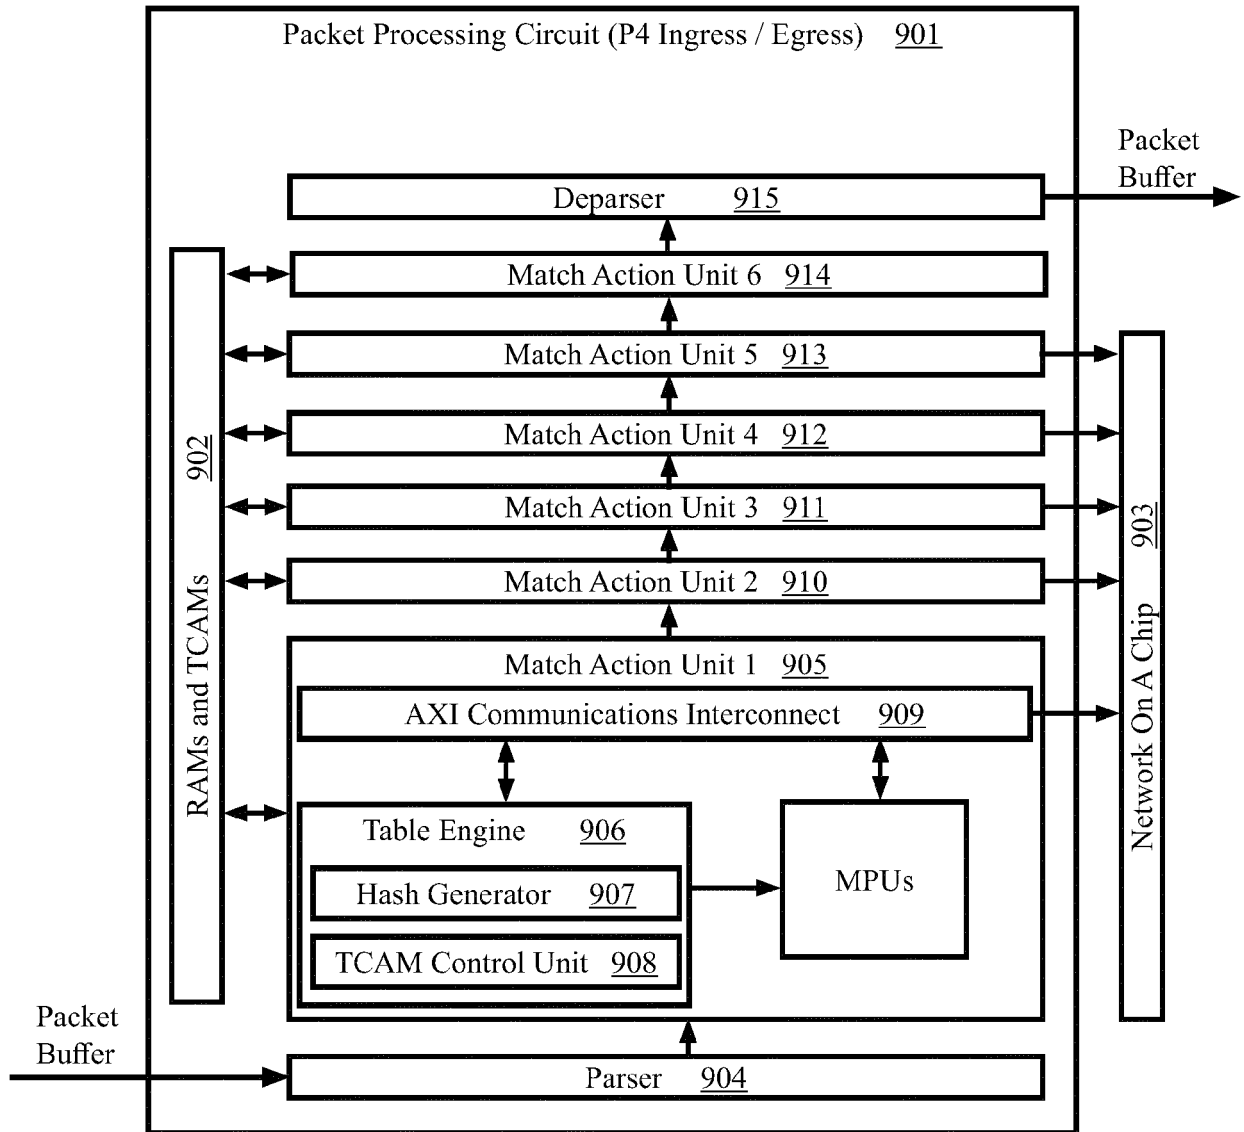 Packet Processing Circuit (P4 Ingress / Egress) 901
Packet
Buffer
Deparser 915
Match Action Unit 6 914
Match Action Unit 5 913
Match Action Unit 4 912
Match Action Unit 3 911
Match Action Unit 2 910
Match Action Unit 1 905
AXI Communications Interconnect 909
Table Engine 906
Hash Generator 907
TCAM Control Unit 908
MPUs
RAMs and TCAMs 902
Network On A Chip 903
Packet
Buffer
Parser 904